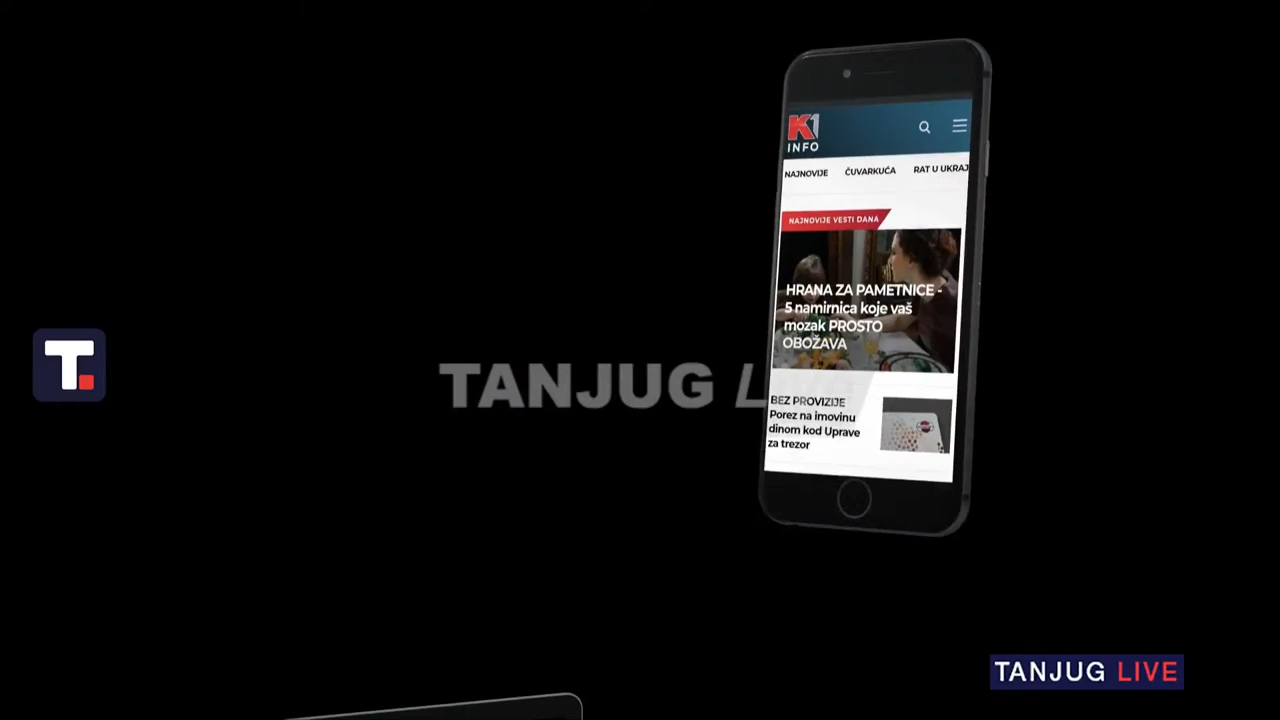 K1
INFO
NAJNOVIJE ČUVARKUĆA RAT U UKRAJ
NAJNOVIJE VESTI DANA
HRANA ZA PAMETNICE -
5 namirnica koje vaš
mozak PROSTO
OBOŽAVA
T.
TANJUG LIVE
BEZ PROVIZIJE
Porez na imovinu
dinom kod Uprave
za trezor
TANJUG LIVE